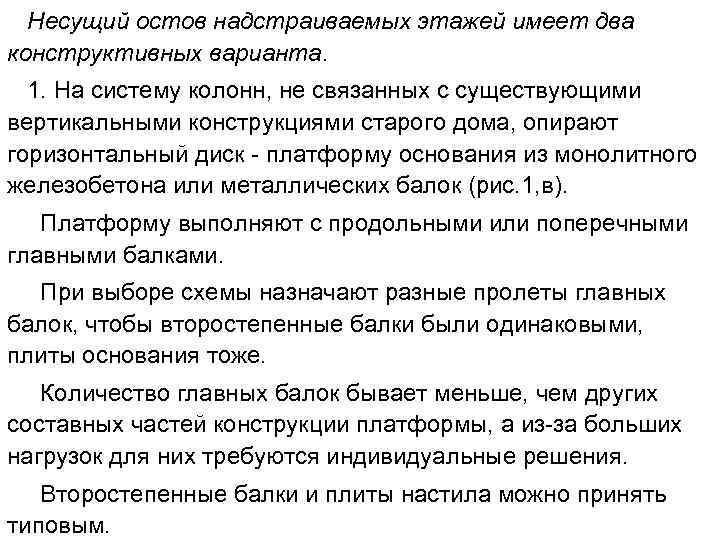 Несущий остов надстраиваемых этажей имеет два
конструктивных варианта.
1. На систему колонн, не связанных с существующими
вертикальными конструкциями старого дома, опирают
горизонтальный диск - платформу основания из монолитного
железобетона или металлических балок (рис.1, в).
Платформу выполняют с продольными или поперечными
главными балками.
При выборе схемы назначают разные пролеты главных
балок, чтобы второстепенные балки были одинаковыми,
плиты основания тоже.
Количество главных балок бывает меньше, чем других
составных частей конструкции платформы, а из-за больших
нагрузок для них требуются индивидуальные решения.
Второстепенные балки и плиты настила можно принять
типовым.